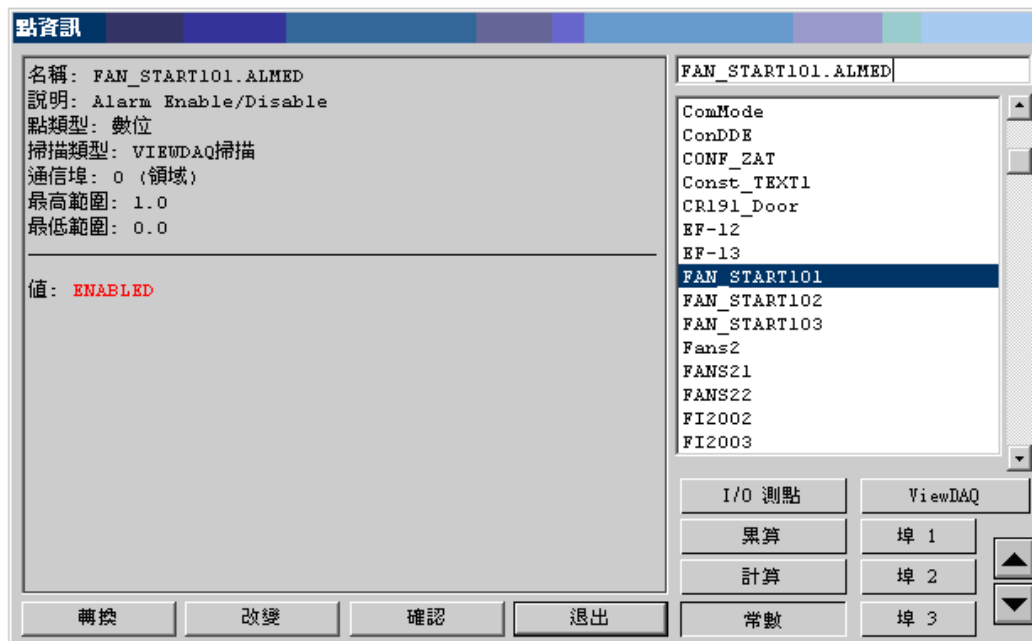 點資訊
名稱: FAN_START101.ALMED
說明: Alarm Enable/Disable
點類型: 數位
掃描類型: VIEWDAQ掃描
通信埠: 0 (領域)
最高範圍: 1.0
最低範圍: 0.0
值: ENABLED
FAN_START101.ALMED
ComMode
ConDDE
CONF_ZAT
Const_TEXT1
CR191_Door
EF-12
EF-13
FAN_START101
FAN_START102
FAN_START103
Fans2
FANS21
FANS22
FI2002
FI2003
I/O 測點 ViewDAQ
累算 埠 1
計算 埠 2
常數 埠 3
轉換 改變 確認 退出